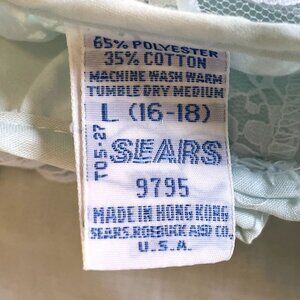 65% POLYESTER
35% COTTON
MACHINE WASH WARM
TUMBLE DRY MEDIUM
L (16-18)
T05-27
SEARS
9795
MADE IN HONG KONG
SEARS, ROEBUCK AND CO.
U.S.A.